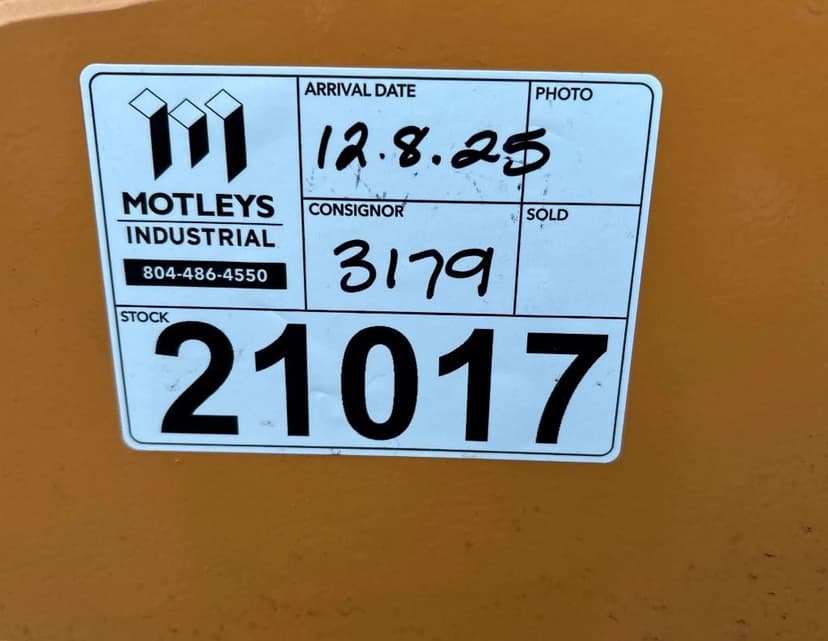 MOTLEYS
INDUSTRIAL
804-486-4550
ARRIVAL DATE
12.8.25
PHOTO
CONSIGNOR
3179
SOLD
STOCK
21017